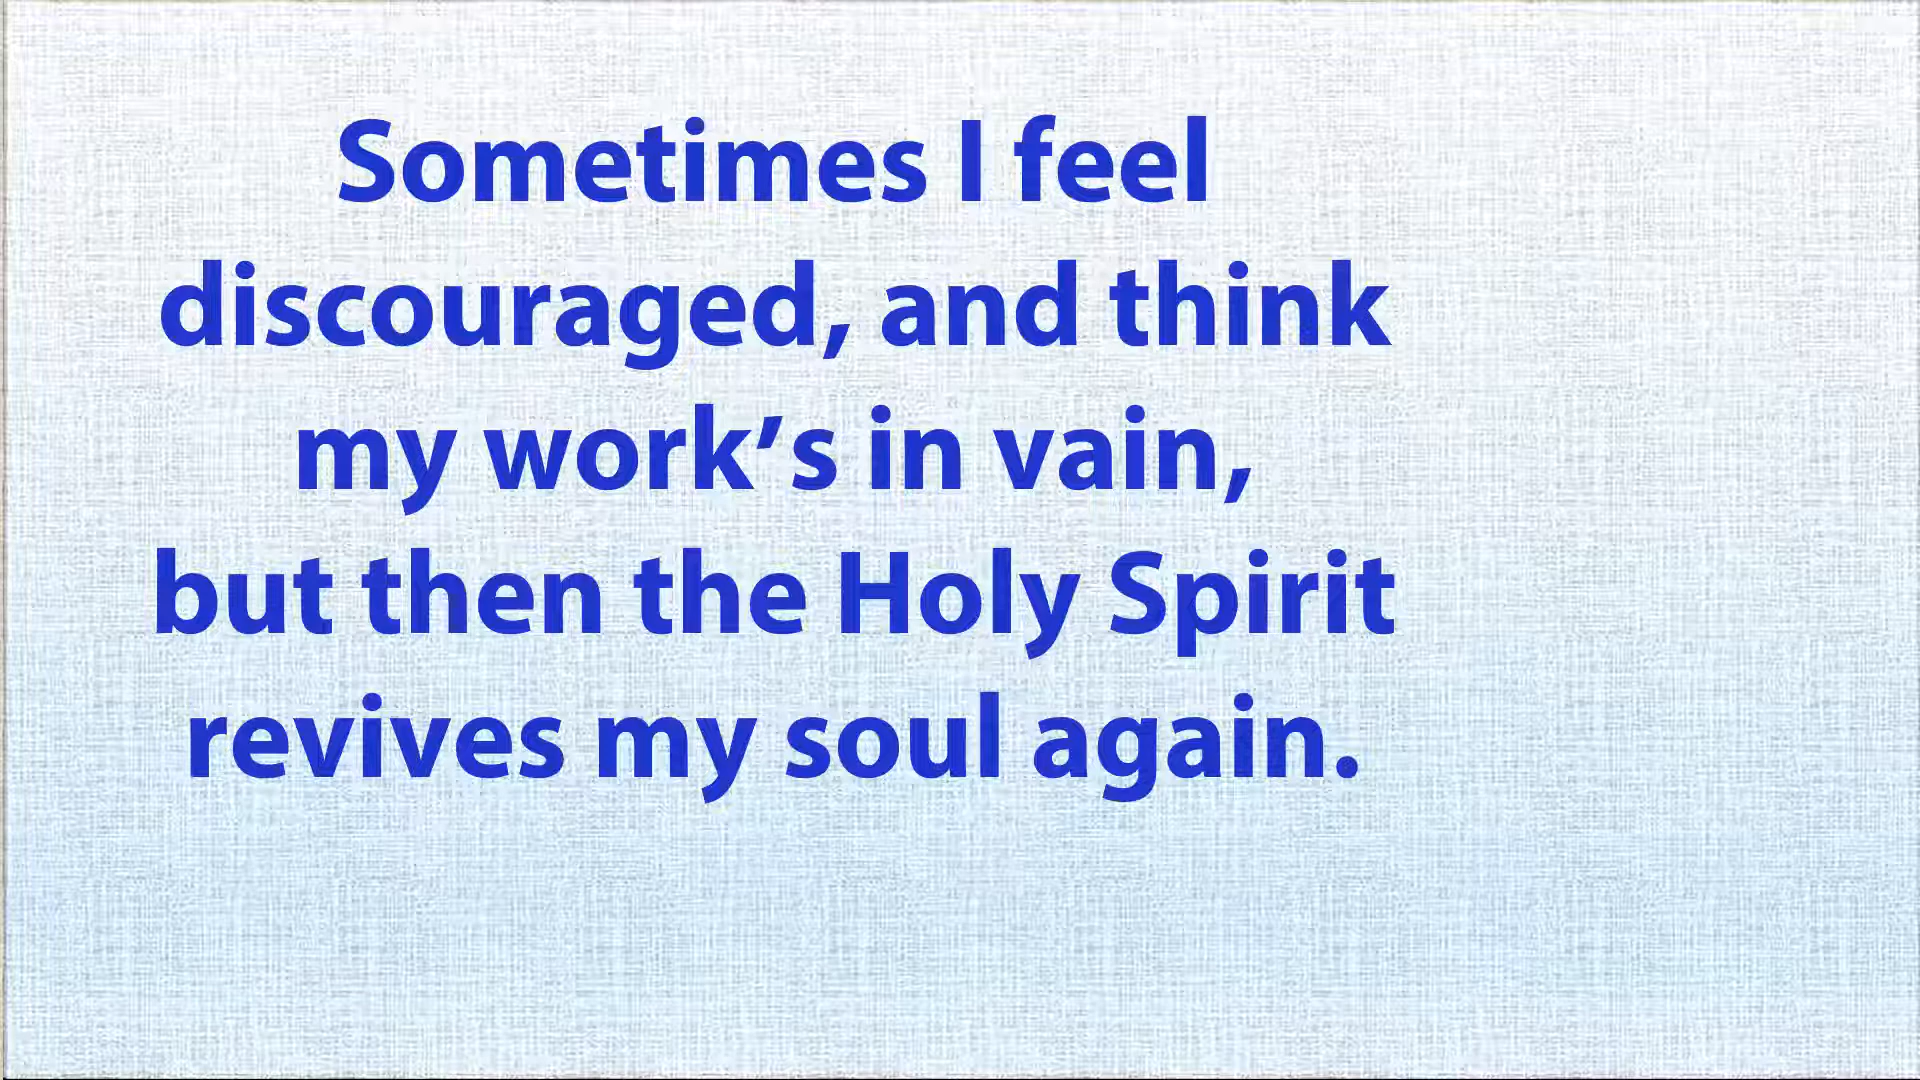 Sometimes I feel
discouraged, and think
my work’s in vain,
but then the Holy Spirit
revives my soul again.